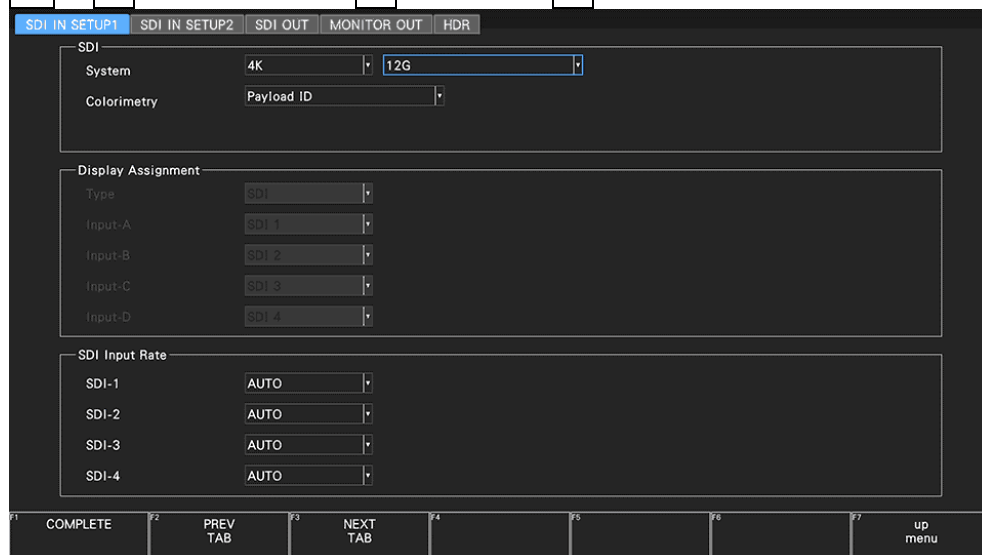 SDI IN SETUP1 SDI IN SETUP2 SDI OUT MONITOR OUT HDR
SDI
System 4K 12G
Colorimetry Payload ID
Display Assignment
Type SDI
Input-A SDI 1
Input-B SDI 2
Input-C SDI 3
Input-D SDI 4
SDI Input Rate
SDI-1 AUTO
SDI-2 AUTO
SDI-3 AUTO
SDI-4 AUTO
F1 COMPLETE F2 PREV TAB F3 NEXT TAB F4 F5 F6 F7 up menu